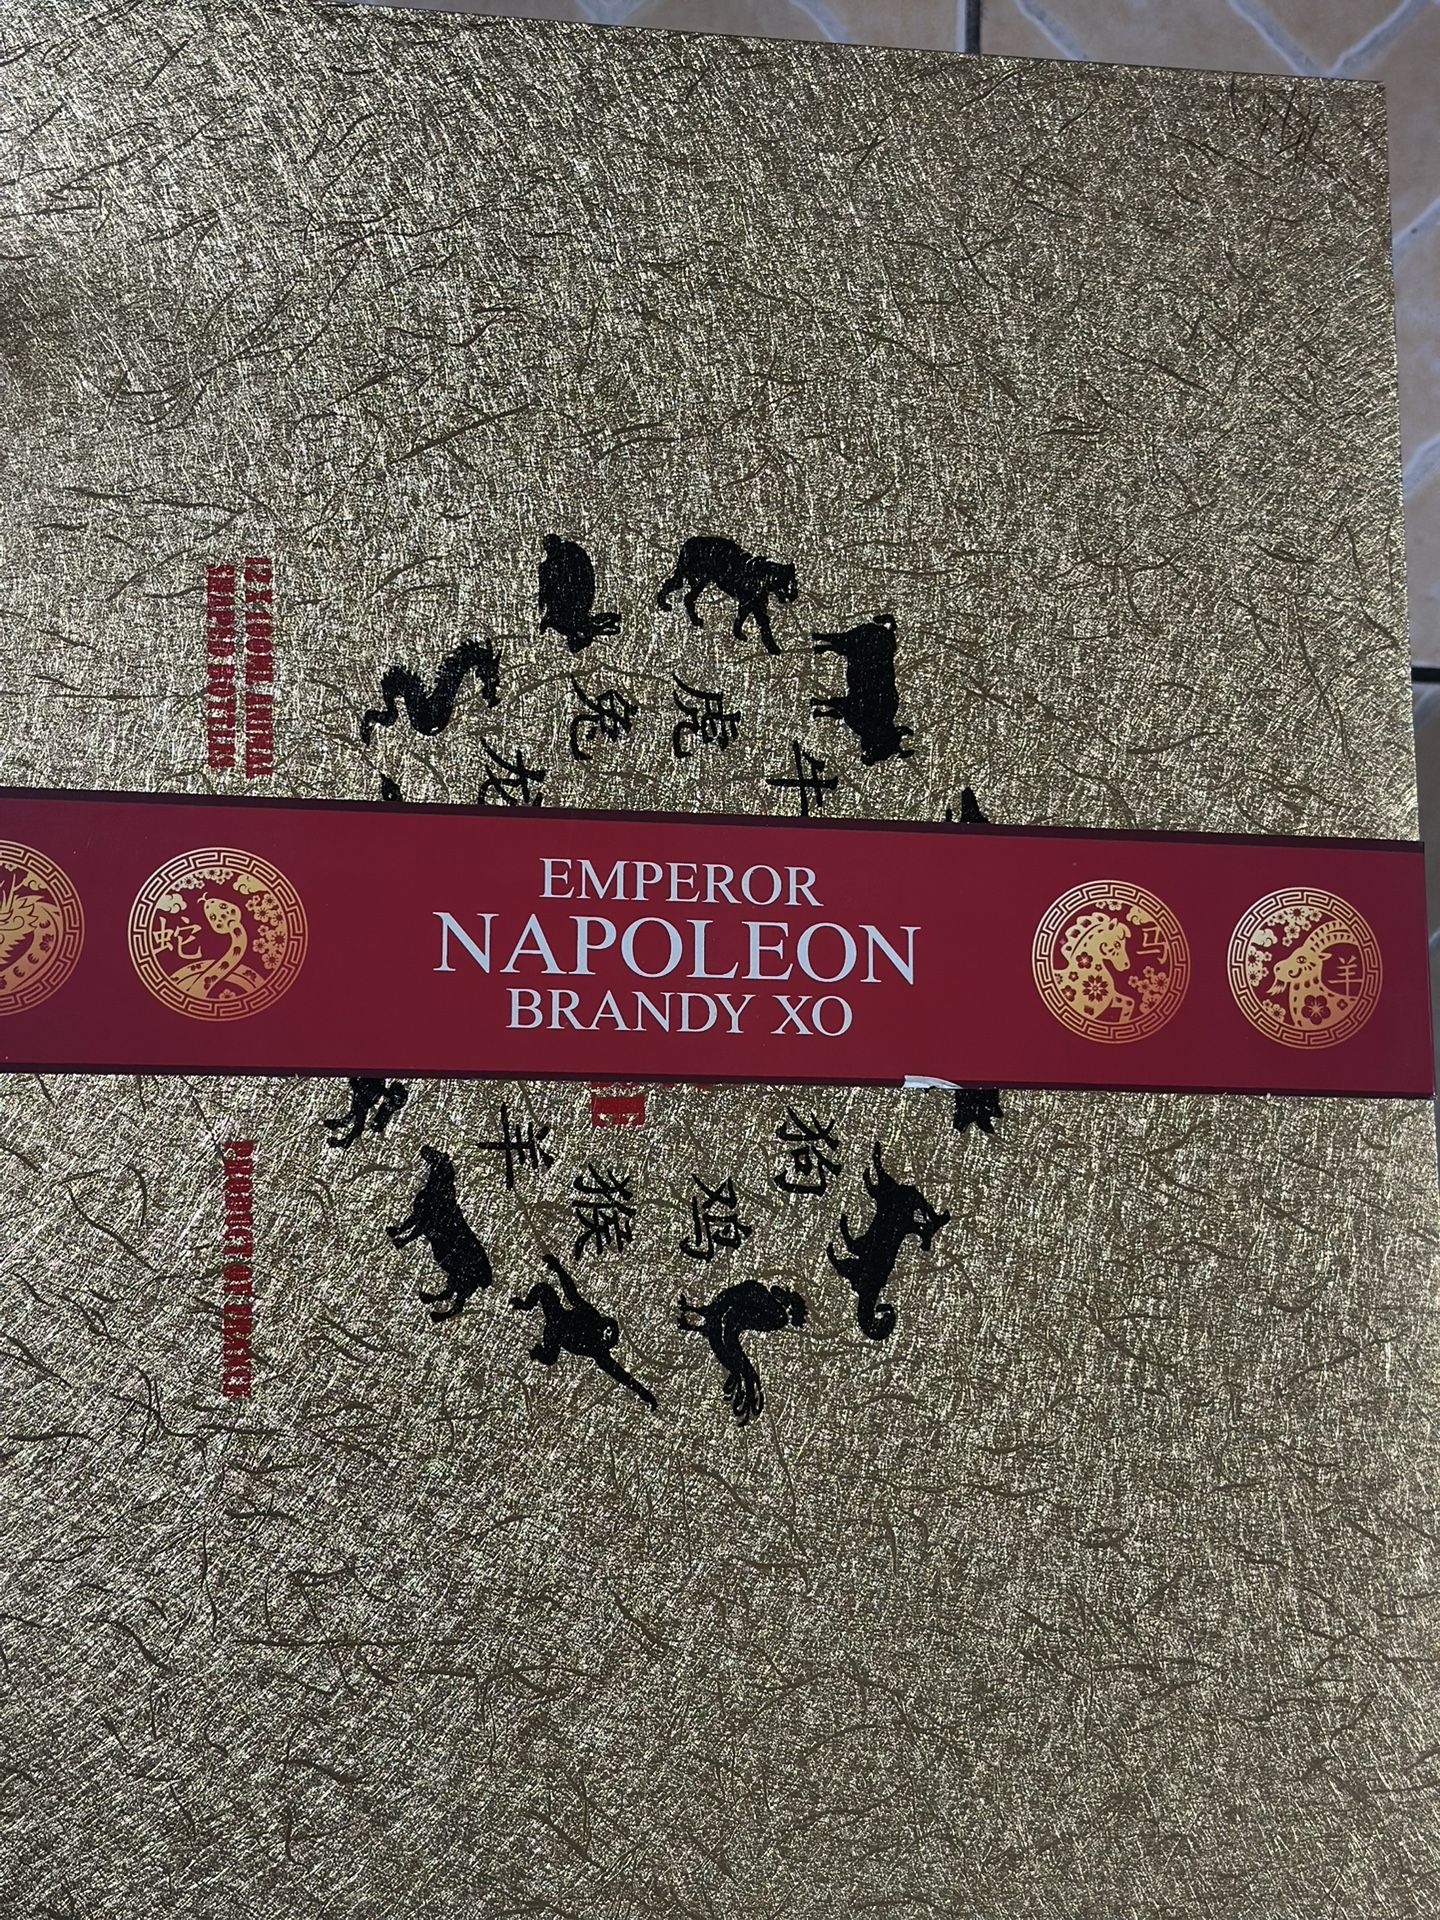 12 X 100ML ANIMAL
SHAPED BOTTLES
兔
虎
牛
龙
蛇
EMPEROR
NAPOLEON
BRANDY XO
马
羊
羊
猴
鸡
狗
PRODUCT OF FRANCE